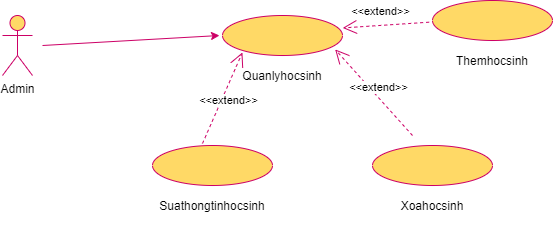 <<extend>>
Themhocsinh
Quanlyhocsinh
Admin
<<extend>>
<<extend>>
Suathongtinhocsinh
Xoahocsinh